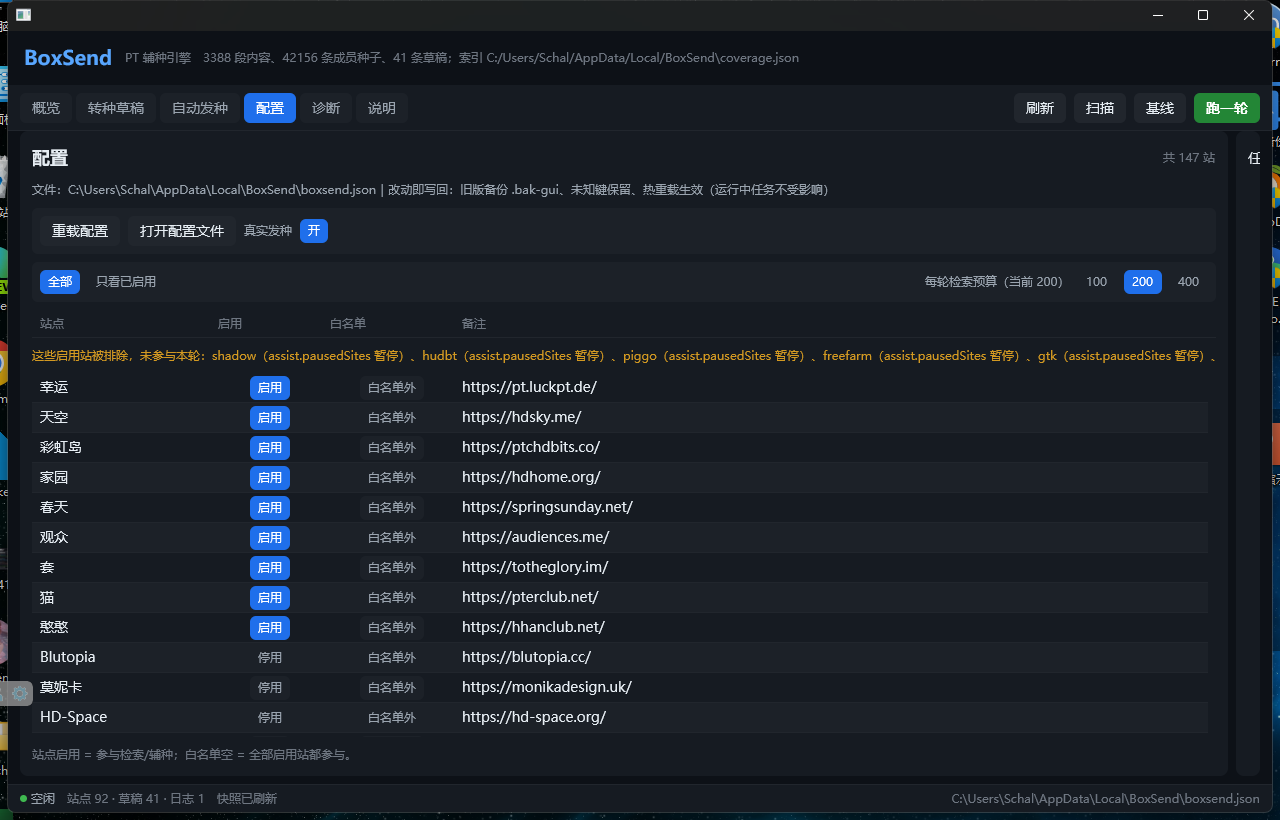 BoxSend PT 辅种引擎 3388 段内容、42156 条成员种子、41 条草稿；索引 C:/Users/Schal/AppData/Local/BoxSend\coverage.json
概览 转种草稿 自动发种 配置 诊断 说明 刷新 扫描 基线 跑一轮
配置 共 147 站 任
文件：C:\Users\Schal\AppData\Local\BoxSend\boxsend.json | 改动即写回：旧版备份 .bak-gui、未知键保留、热重载生效（运行中任务不受影响）
重载配置 打开配置文件 真实发种 开
全部 只看已启用 每轮检索预算（当前 200） 100 200 400
站点 启用 白名单 备注
这些启用站被排除，未参与本轮：shadow（assist.pausedSites 暂停）、hudbt（assist.pausedSites 暂停）、piggo（assist.pausedSites 暂停）、freefarm（assist.pausedSites 暂停）、gtk（assist.pausedSites 暂停）、
幸运 启用 白名单外 https://pt.luckpt.de/
天空 启用 白名单外 https://hdsky.me/
彩虹岛 启用 白名单外 https://ptchdbits.co/
家园 启用 白名单外 https://hdhome.org/
春天 启用 白名单外 https://springsunday.net/
观众 启用 白名单外 https://audiences.me/
套 启用 白名单外 https://totheglory.im/
猫 启用 白名单外 https://pterclub.net/
憨憨 启用 白名单外 https://hhanclub.net/
Blutopia 停用 白名单外 https://blutopia.cc/
莫妮卡 停用 白名单外 https://monikadesign.uk/
HD-Space 停用 白名单外 https://hd-space.org/
站点启用 = 参与检索/辅种；白名单空 = 全部启用站都参与。
空闲 站点 92 · 草稿 41 · 日志 1 快照已刷新 C:\Users\Schal\AppData\Local\BoxSend\boxsend.json